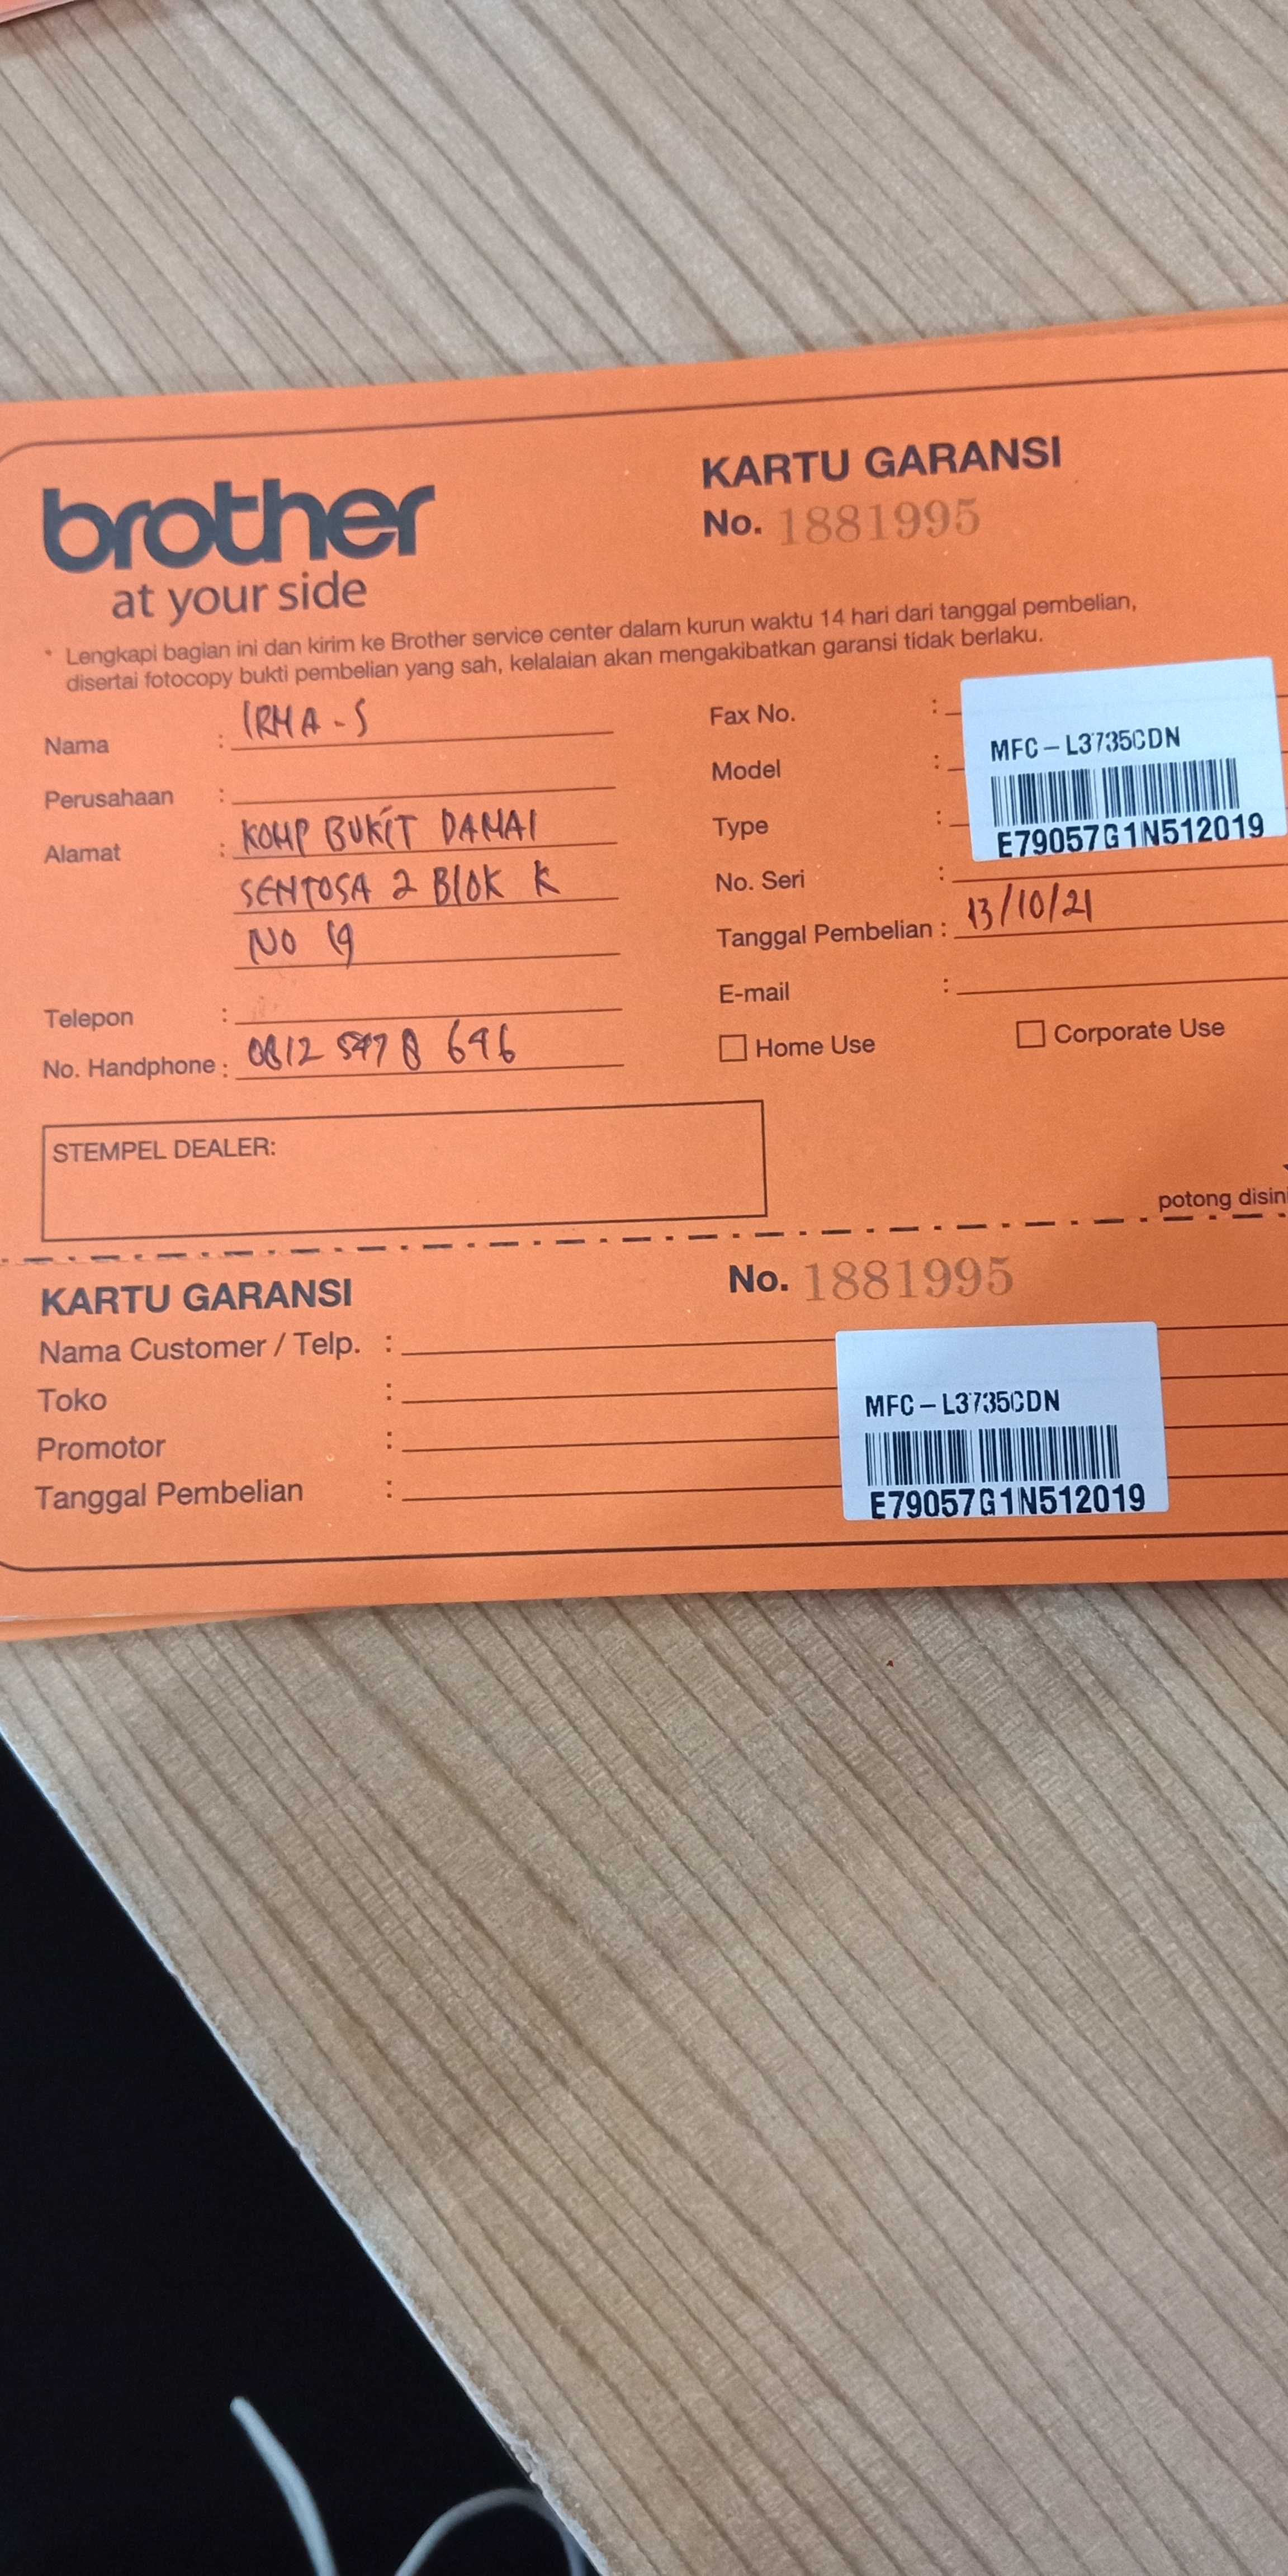 brother
at your side
KARTU GARANSI
No. 1881995
* Lengkapi bagian ini dan kirim ke Brother service center dalam kurun waktu 14 hari dari tanggal pembelian,
disertai fotocopy bukti pembelian yang sah, kelalaian akan mengakibatkan garansi tidak berlaku.
Nama : IRMA - S
Perusahaan :
Alamat : KOMP BUKIT DAMAI
SENTOSA 2 BLOK K
NO 19
Telepon :
No. Handphone : 0812 5478 696
Fax No. :
Model :
Type :
MFC-L3735CDN
E79057G1N512019
No. Seri :
Tanggal Pembelian : 13/10/21
E-mail :
Home Use
Corporate Use
STEMPEL DEALER:
potong disini
KARTU GARANSI
No. 1881995
Nama Customer / Telp. :
Toko :
Promotor :
Tanggal Pembelian :
MFC-L3735CDN
E79057G1N512019